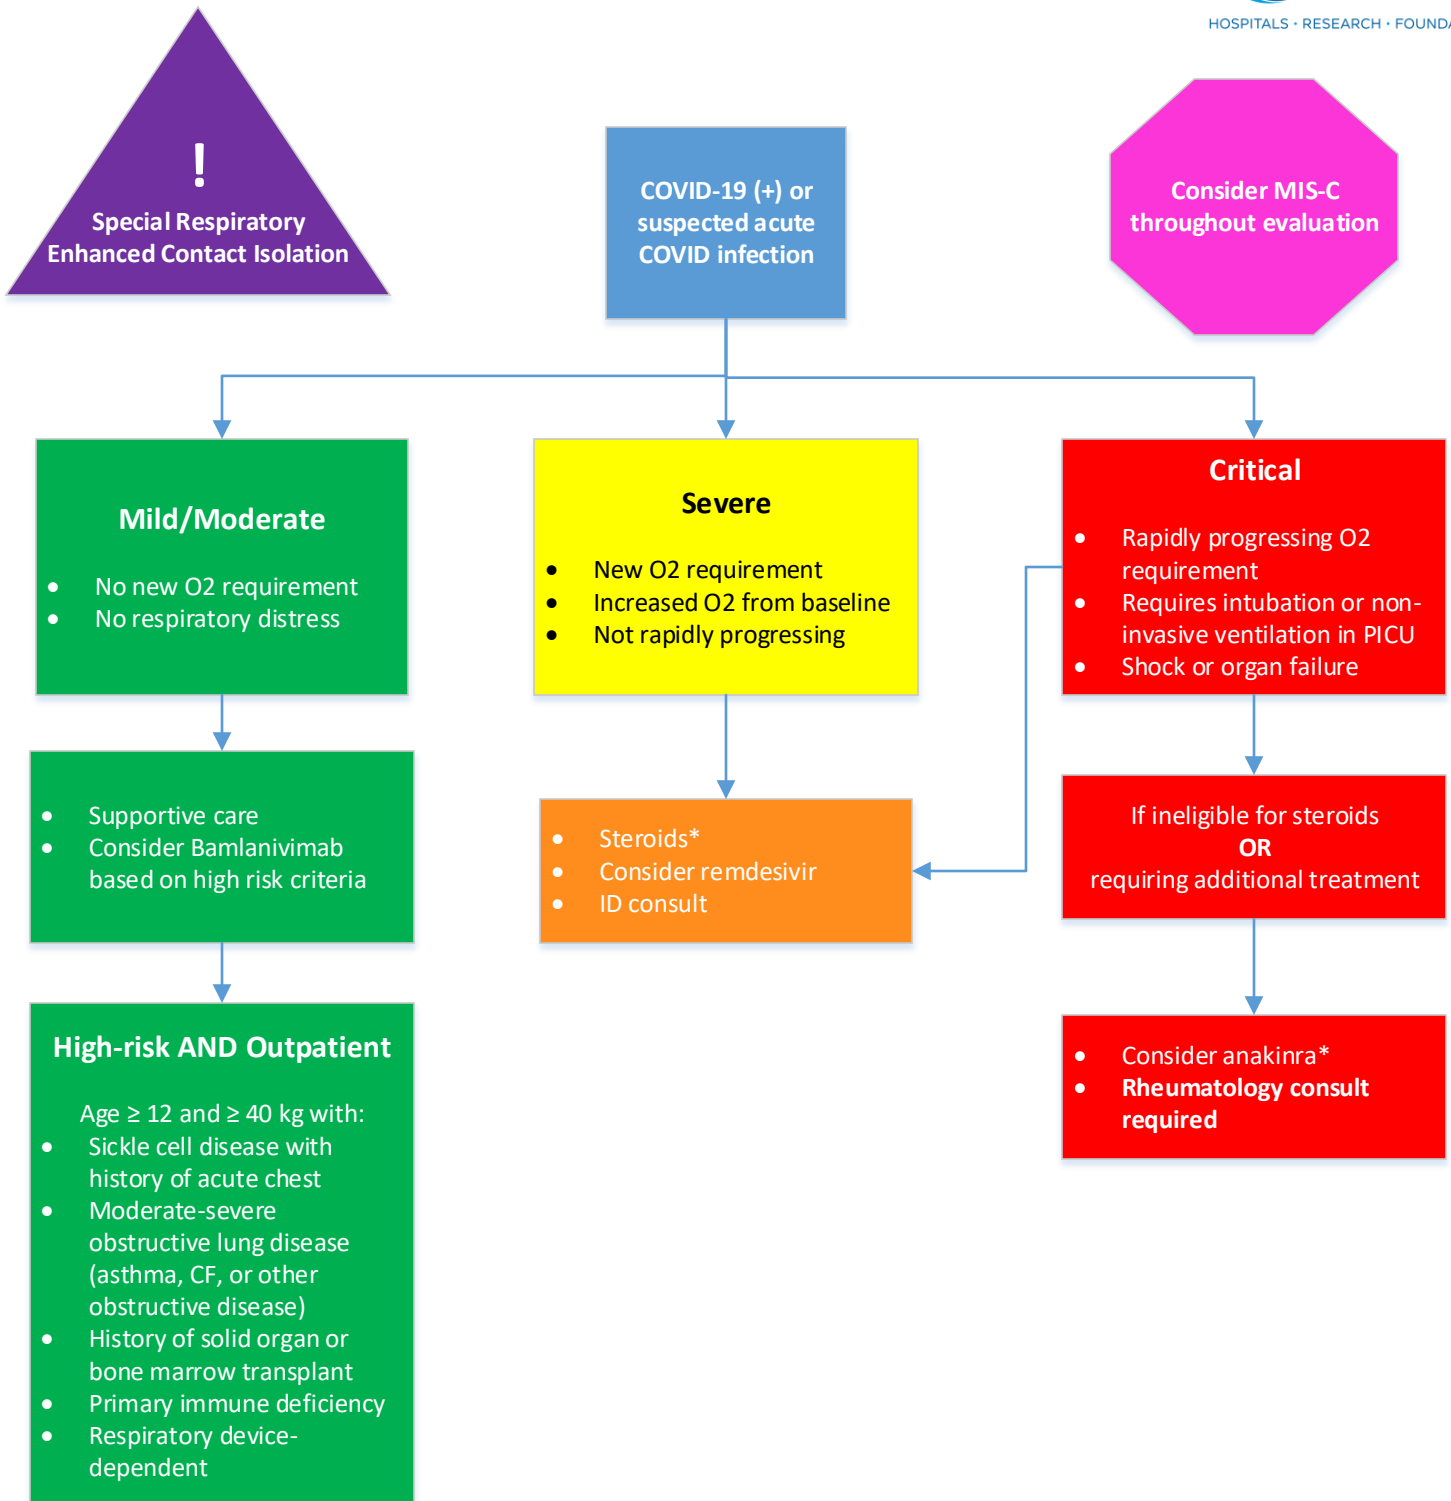 HOSPITALS · RESEARCH ·
!
Special Respiratory
Enhanced Contact Isolation
COVID-19 (+) or
suspected acute
COVID infection
Consider MIS-C
throughout evaluation
Mild/Moderate
• No new O2 requirement
• No respiratory distress
Severe
• New O2 requirement
• Increased O2 from baseline
• Not rapidly progressing
Critical
• Rapidly progressing O2
requirement
• Requires intubation or non-
invasive ventilation in PICU
• Shock or organ failure
• Supportive care
• Consider Bamlanivimab
based on high risk criteria
• Steroids*
• Consider remdesivir
• ID consult
If ineligible for steroids
OR
requiring additional treatment
High-risk AND Outpatient
Age ≥ 12 and ≥ 40 kg with:
• Sickle cell disease with
history of acute chest
• Moderate-severe
obstructive lung disease
(asthma, CF, or other
obstructive disease)
• History of solid organ or
bone marrow transplant
• Primary immune deficiency
• Respiratory device-
dependent
• Consider anakinra*
• Rheumatology consult
required